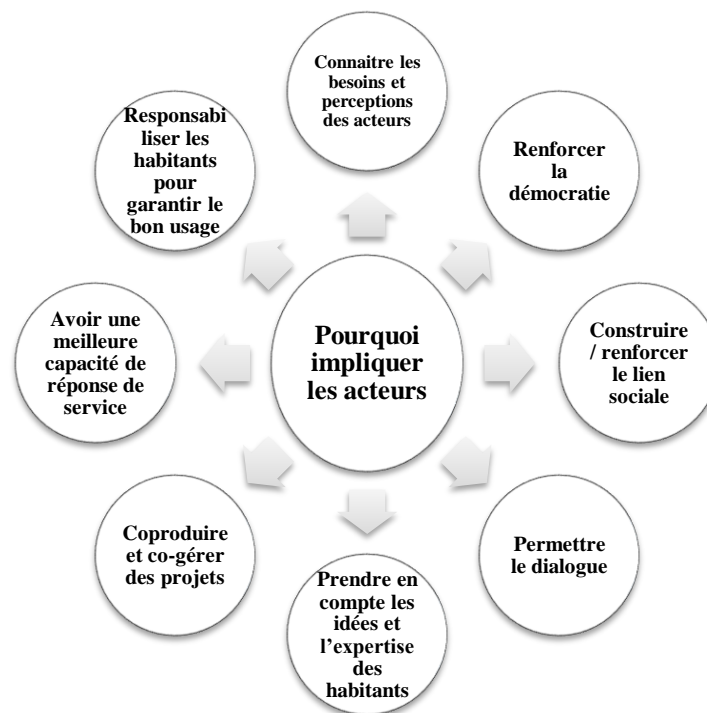 Connaitre les
besoins et
perceptions
des acteurs
Renforcer
la
démocratie
Construire
/ renforcer
le lien
sociale
Permettre
le dialogue
Prendre en
compte les
idées et
l’expertise
des
habitants
Coproduire
et co-gérer
des projets
Avoir une
meilleure
capacité de
réponse de
service
Responsabi
liser les
habitants
pour
garantir le
bon usage
Pourquoi
impliquer
les acteurs